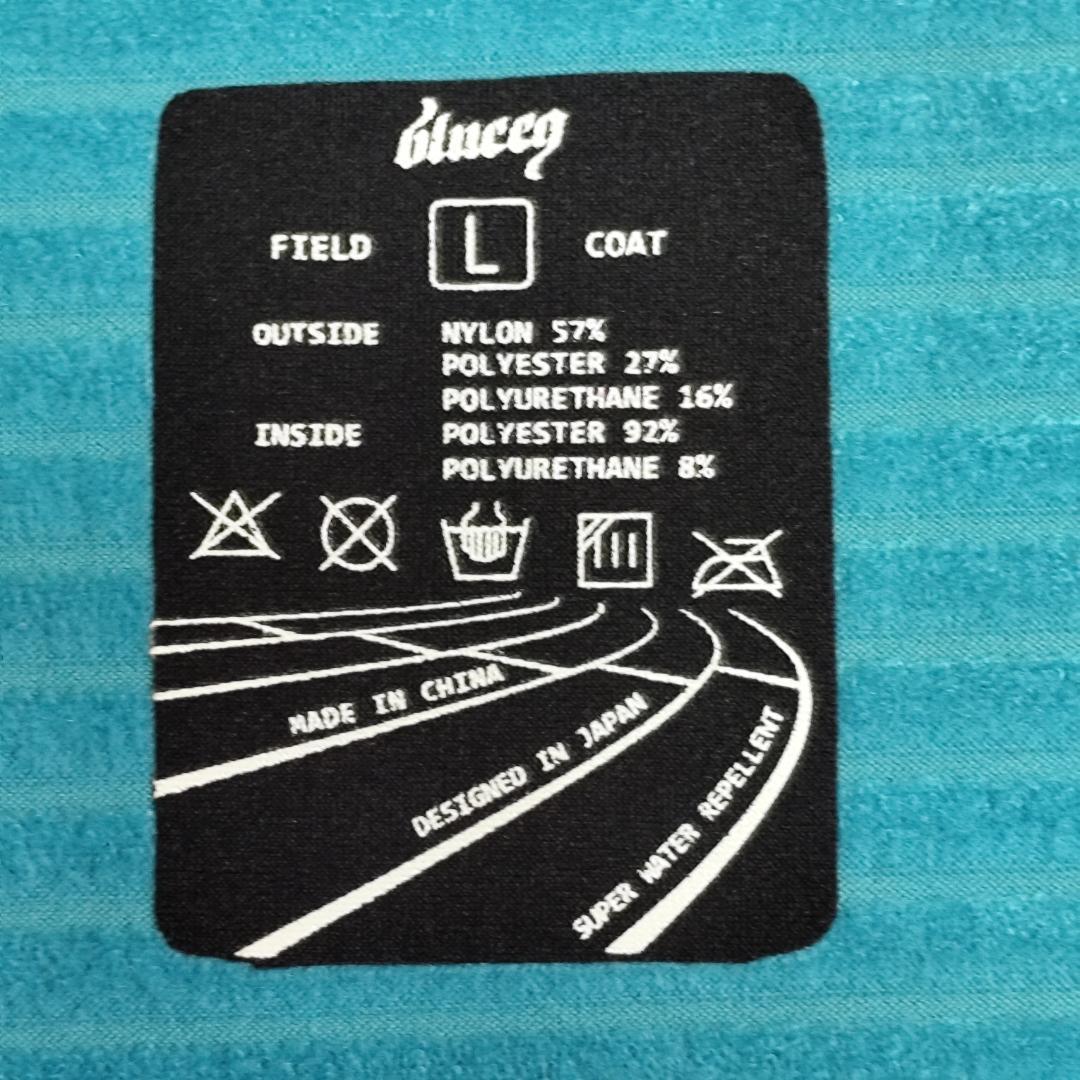 blueeq
FIELD L COAT
OUTSIDE NYLON 57%
POLYESTER 27%
POLYURETHANE 16%
INSIDE POLYESTER 92%
POLYURETHANE 8%
MADE IN CHINA
DESIGNED IN JAPAN
SUPER WATER REPELLENT